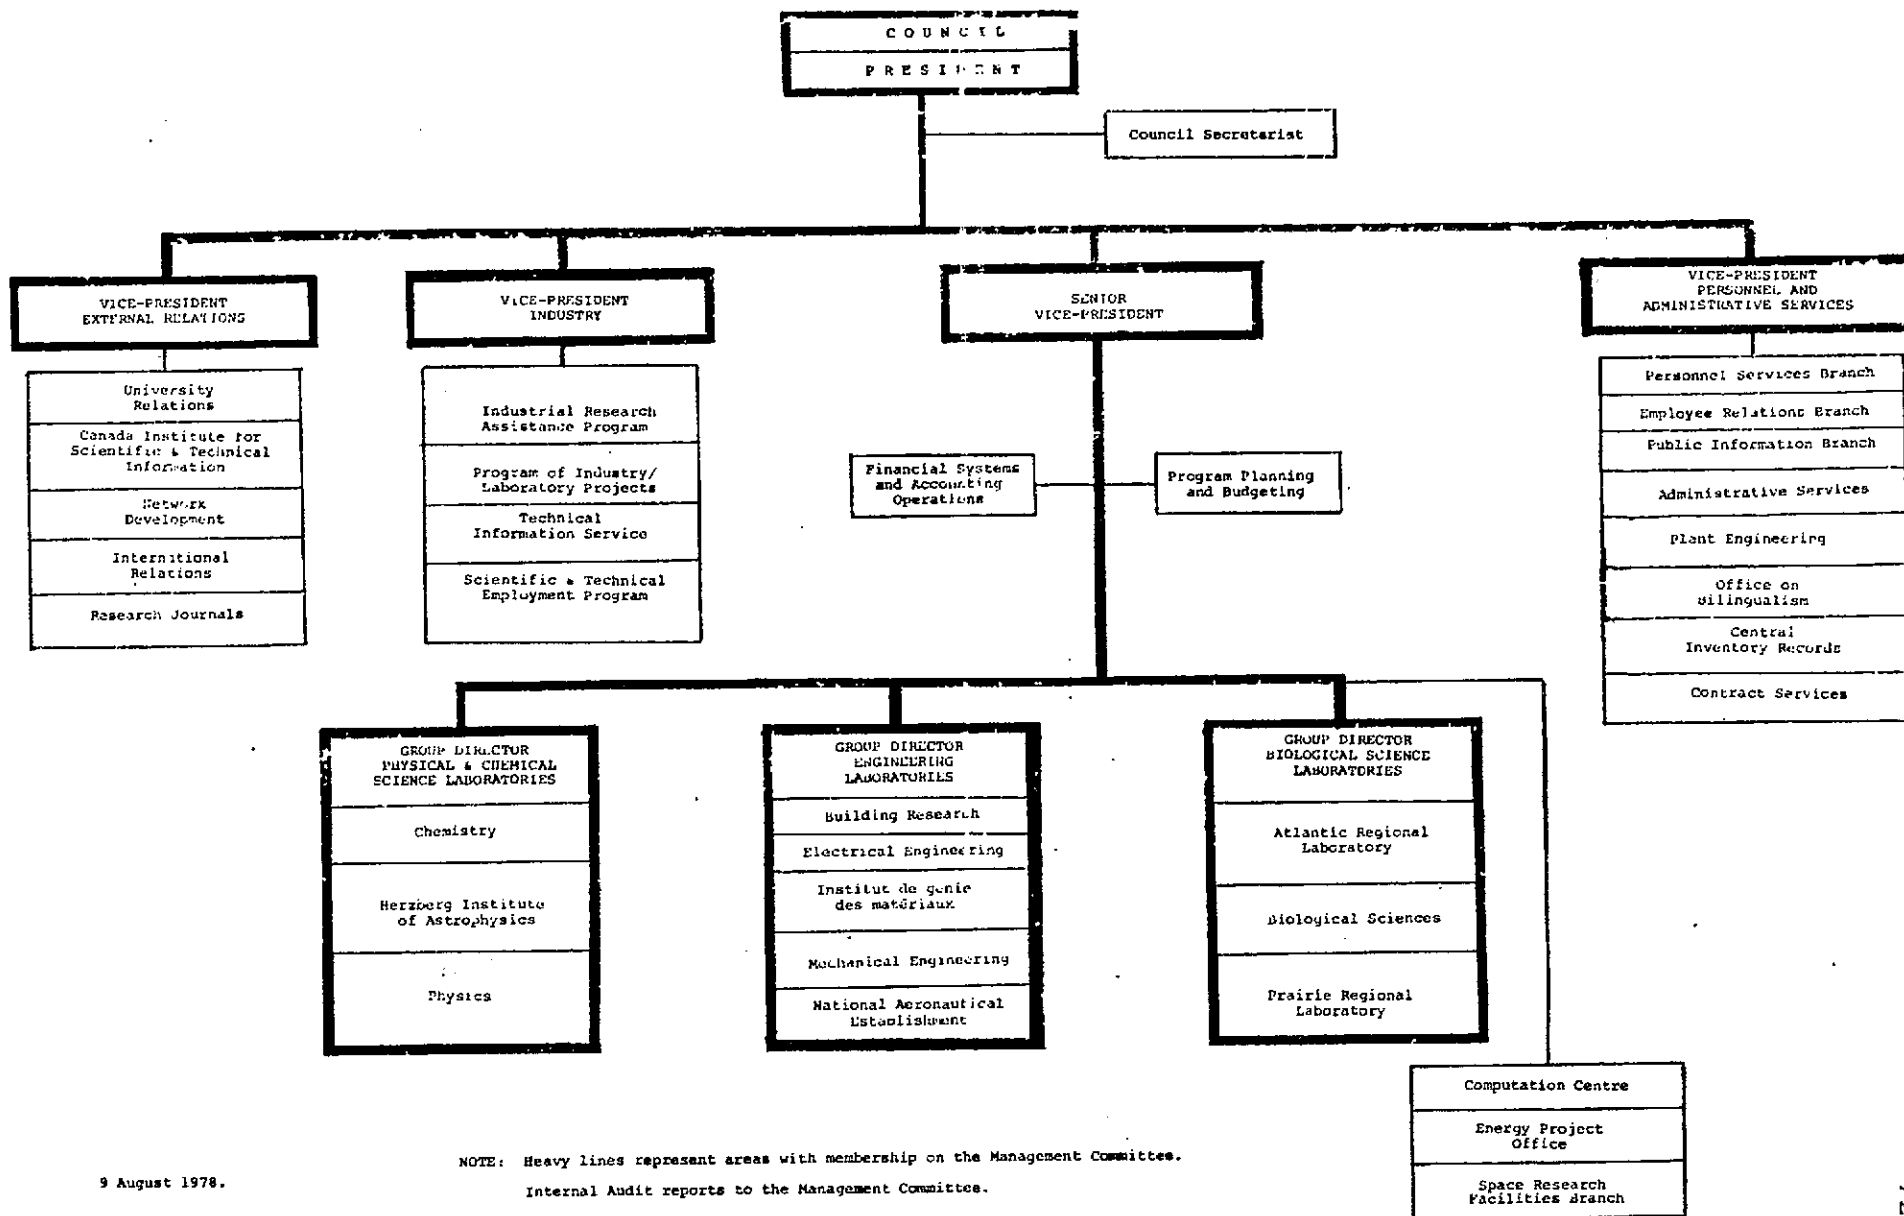 COUNCIL
PRESIDENT
Council Secretariat
VICE-PRESIDENT
EXTERNAL RELATIONS
University
Relations
Canada Institute for
Scientific & Technical
Information
Network
Development
International
Relations
Research Journals
VICE-PRESIDENT
INDUSTRY
Industrial Research
Assistance Program
Program of Industry/
Laboratory Projects
Technical
Information Service
Scientific & Technical
Employment Program
SENIOR
VICE-PRESIDENT
Financial Systems
and Accounting
Operations
Program Planning
and Budgeting
VICE-PRESIDENT
PERSONNEL AND
ADMINISTRATIVE SERVICES
Personnel Services Branch
Employee Relations Branch
Public Information Branch
Administrative Services
Plant Engineering
Office on
Bilingualism
Central
Inventory Records
Contract Services
GROUP DIRECTOR
PHYSICAL & CHEMICAL
SCIENCE LABORATORIES
Chemistry
Herzberg Institute
of Astrophysics
Physics
GROUP DIRECTOR
ENGINEERING
LABORATORIES
Building Research
Electrical Engineering
Institut de génie
des matériaux
Mechanical Engineering
National Aeronautical
Establishment
GROUP DIRECTOR
BIOLOGICAL SCIENCE
LABORATORIES
Atlantic Regional
Laboratory
Biological Sciences
Prairie Regional
Laboratory
Computation Centre
Energy Project
Office
Space Research
Facilities Branch
NOTE: Heavy lines represent areas with membership on the Management Committee.
Internal Audit reports to the Management Committee.
9 August 1978.